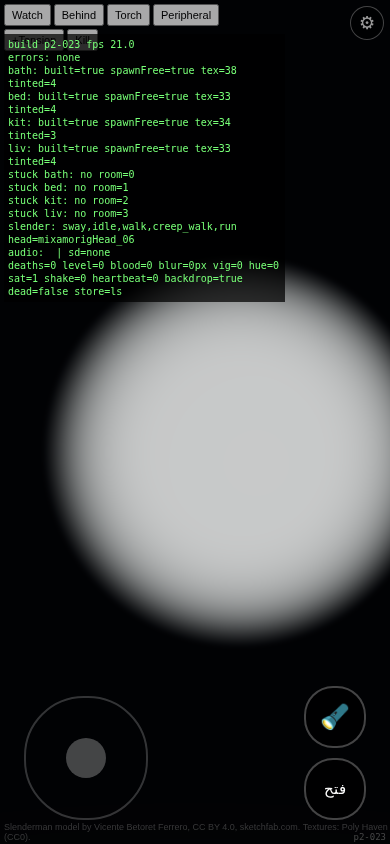 Watch Behind Torch Peripheral
build p2-023 fps 21.0
errors: none
bath: built=true spawnFree=true tex=38
tinted=4
bed: built=true spawnFree=true tex=33
tinted=4
kit: built=true spawnFree=true tex=34
tinted=3
liv: built=true spawnFree=true tex=33
tinted=4
stuck bath: no room=0
stuck bed: no room=1
stuck kit: no room=2
stuck liv: no room=3
slender: sway,idle,walk,creep_walk,run
head=mixamorigHead_06
audio:  | sd=none
deaths=0 level=0 blood=0 blur=0px vig=0 hue=0
sat=1 shake=0 heartbeat=0 backdrop=true
dead=false store=ls
فتح
Slenderman model by Vicente Betoret Ferrero, CC BY 4.0, sketchfab.com. Textures: Poly Haven
(CC0).
p2-023